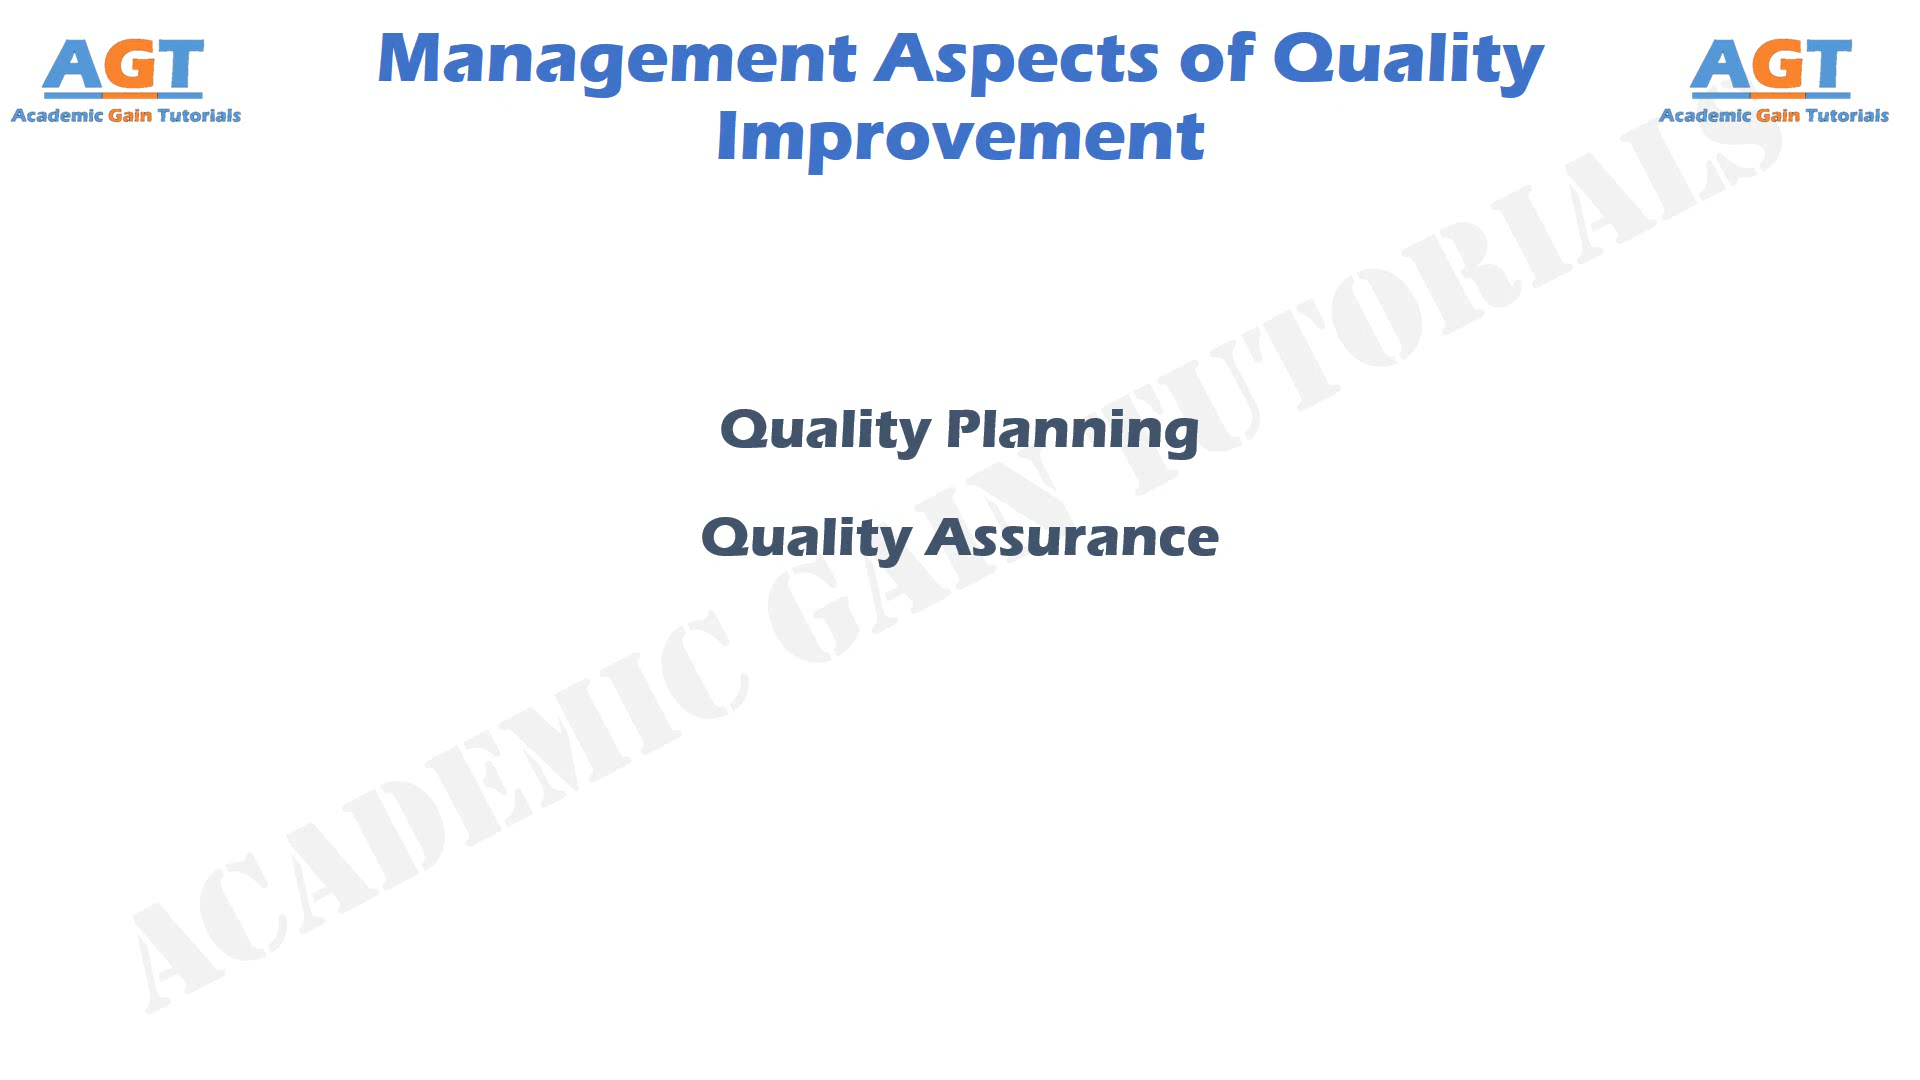 AGT
Academic Gain Tutorials
Management Aspects of Quality
Improvement
AGT
Academic Gain Tutorials
Quality Planning
Quality Assurance
ACADEMIC GAIN TUTORIALS